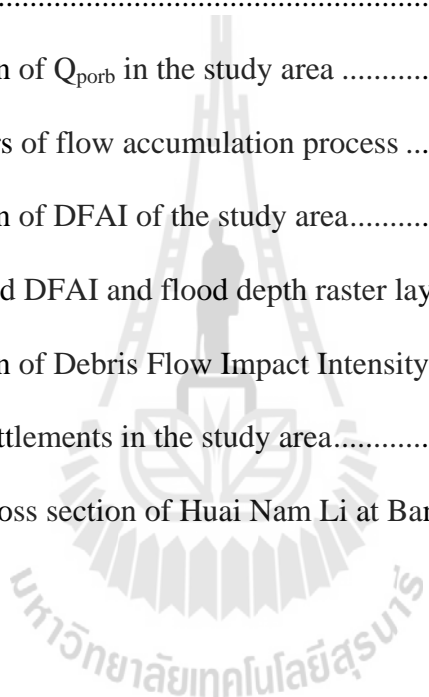 ..............................................................
n of Qporb in the study area ...........
rs of flow accumulation process ...
n of DFAI of the study area..........
d DFAI and flood depth raster lay
n of Debris Flow Impact Intensity
ttlements in the study area............
oss section of Huai Nam Li at Bar
มหาวิทยาลัยเทคโนโลยีสุรนารี